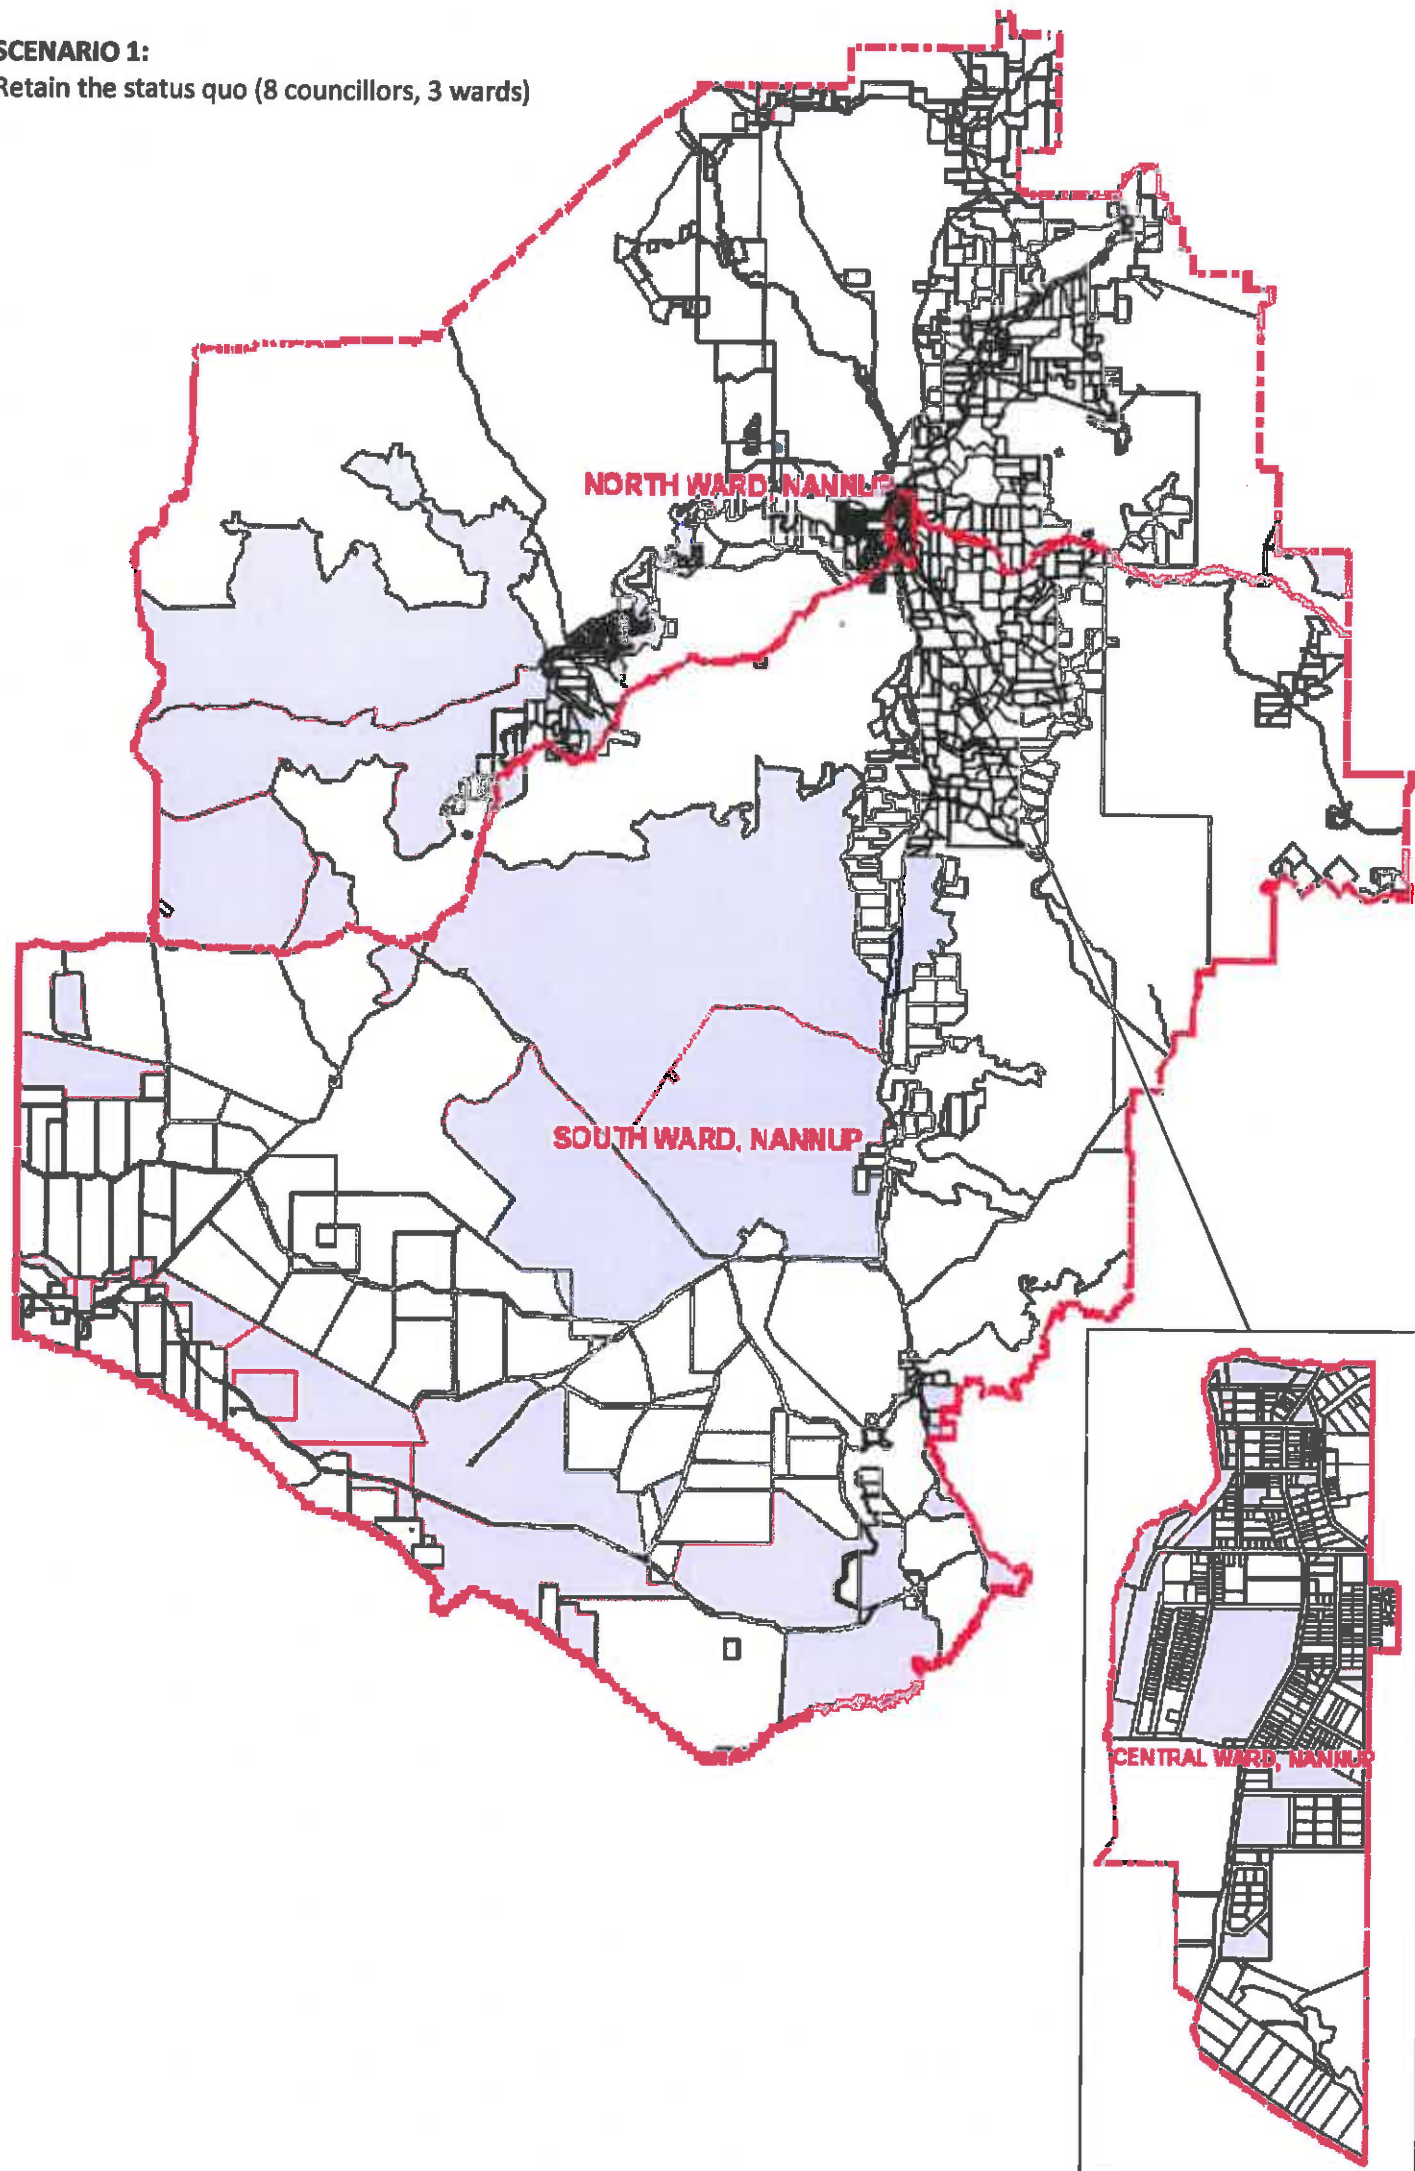 SCENARIO 1:
Retain the status quo (8 councillors, 3 wards)
NORTH WARD, NANNUP
SOUTH WARD, NANNUP
CENTRAL WARD, NANNUP